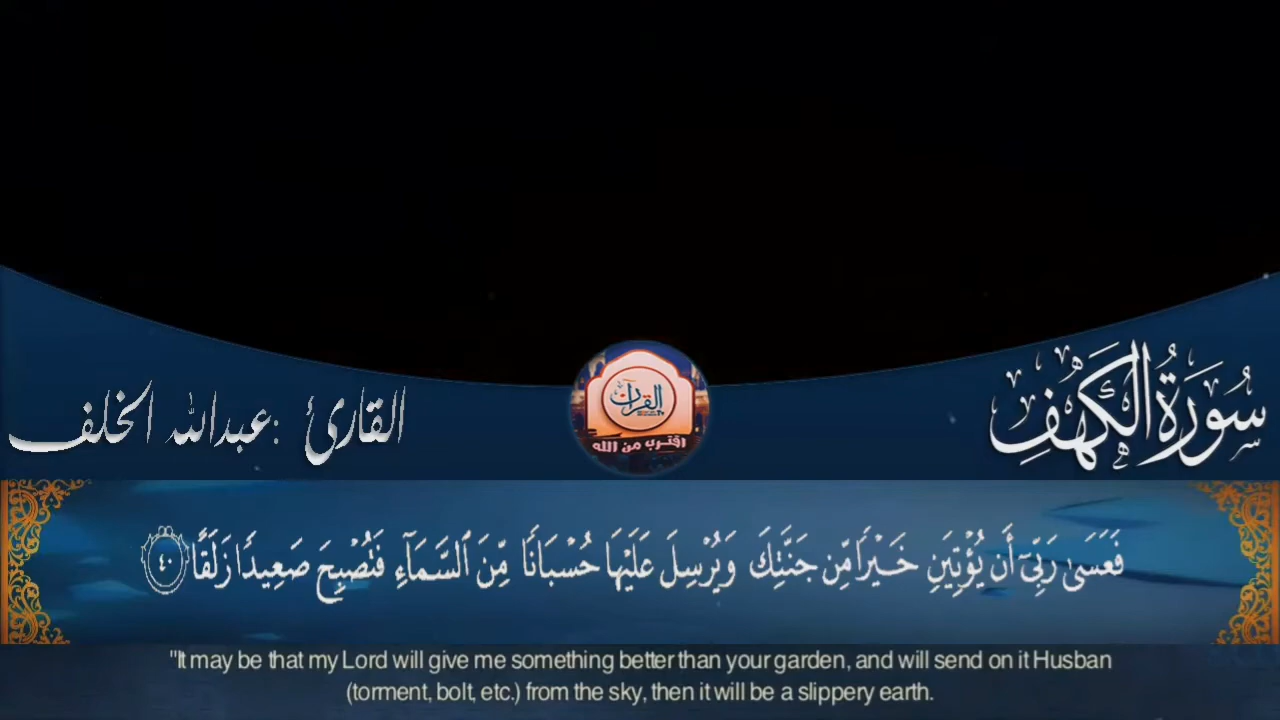 سُورَةُ الكَهْفِ
القارئ : عبدالله الخلف
القرآن
اقترب من الله
فَعَسَىٰ رَبِّىٓ أَن يُؤْتِيَنِ خَيْرًا مِّن جَنَّتِكَ وَيُرْسِلَ عَلَيْهَا حُسْبَانًا مِّنَ ٱلسَّمَآءِ فَتُصْبِحَ صَعِيدًا زَلَقًا ٤٠
"It may be that my Lord will give me something better than your garden, and will send on it Husban
(torment, bolt, etc.) from the sky, then it will be a slippery earth.